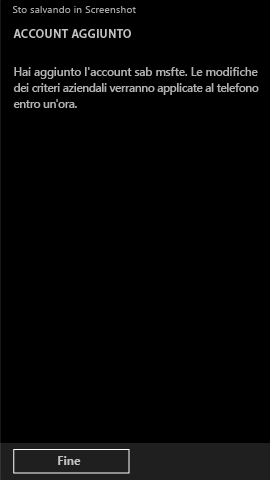 Sto salvando in Screenshot
ACCOUNT AGGIUNTO
Hai aggiunto l'account sab msfte. Le modifiche
dei criteri aziendali verranno applicate al telefono
entro un'ora.
Fine